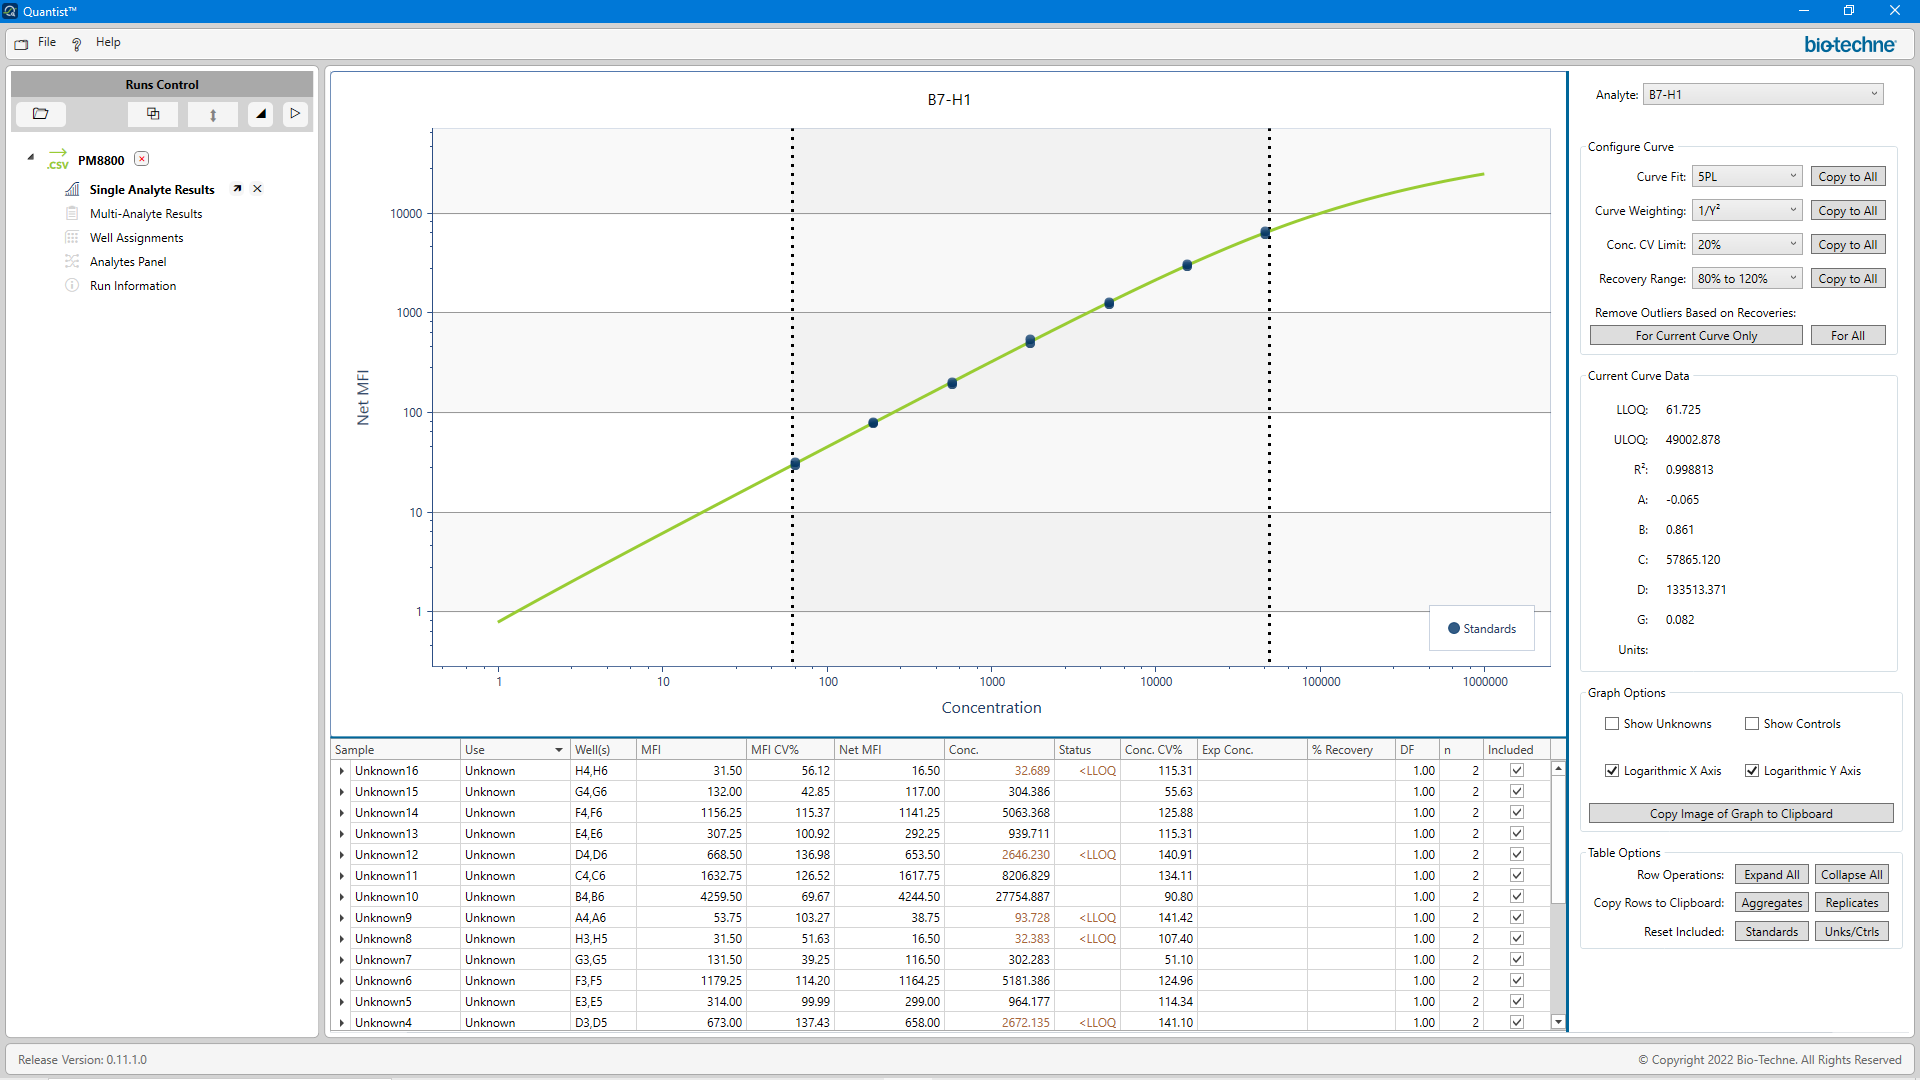 Quantist™
File Help
bio-techne
Runs Control
PM8800
.CSV
Single Analyte Results
Multi-Analyte Results
Well Assignments
Analytes Panel
Run Information
B7-H1
Net MFI
10000
1000
100
10
1
1 10 100 1000 10000 100000 1000000
Concentration
Standards
Sample Use Well(s) MFI MFI CV% Net MFI Conc. Status Conc. CV% Exp Conc. % Recovery DF n Included
Unknown16 Unknown H4,H6 31.50 56.12 16.50 32.689 <LLOQ 115.31 1.00 2
Unknown15 Unknown G4,G6 132.00 42.85 117.00 304.386 55.63 1.00 2
Unknown14 Unknown F4,F6 1156.25 115.37 1141.25 5063.368 125.88 1.00 2
Unknown13 Unknown E4,E6 307.25 100.92 292.25 939.711 115.31 1.00 2
Unknown12 Unknown D4,D6 668.50 136.98 653.50 2646.230 <LLOQ 140.91 1.00 2
Unknown11 Unknown C4,C6 1632.75 126.52 1617.75 8206.829 134.11 1.00 2
Unknown10 Unknown B4,B6 4259.50 69.67 4244.50 27754.887 90.80 1.00 2
Unknown9 Unknown A4,A6 53.75 103.27 38.75 93.728 <LLOQ 141.42 1.00 2
Unknown8 Unknown H3,H5 31.50 51.63 16.50 32.383 <LLOQ 107.40 1.00 2
Unknown7 Unknown G3,G5 131.50 39.25 116.50 302.283 51.10 1.00 2
Unknown6 Unknown F3,F5 1179.25 114.20 1164.25 5181.386 124.96 1.00 2
Unknown5 Unknown E3,E5 314.00 99.99 299.00 964.177 114.34 1.00 2
Unknown4 Unknown D3,D5 673.00 137.43 658.00 2672.135 <LLOQ 141.10 1.00 2
Analyte: B7-H1
Configure Curve
Curve Fit: 5PL Copy to All
Curve Weighting: 1/Y² Copy to All
Conc. CV Limit: 20% Copy to All
Recovery Range: 80% to 120% Copy to All
Remove Outliers Based on Recoveries:
For Current Curve Only For All
Current Curve Data
LLOQ: 61.725
ULOQ: 49002.878
R²: 0.998813
A: -0.065
B: 0.861
C: 57865.120
D: 133513.371
G: 0.082
Units:
Graph Options
Show Unknowns Show Controls
Logarithmic X Axis Logarithmic Y Axis
Copy Image of Graph to Clipboard
Table Options
Row Operations: Expand All Collapse All
Copy Rows to Clipboard: Aggregates Replicates
Reset Included: Standards Unks/Ctrls
Release Version: 0.11.1.0
© Copyright 2022 Bio-Techne. All Rights Reserved